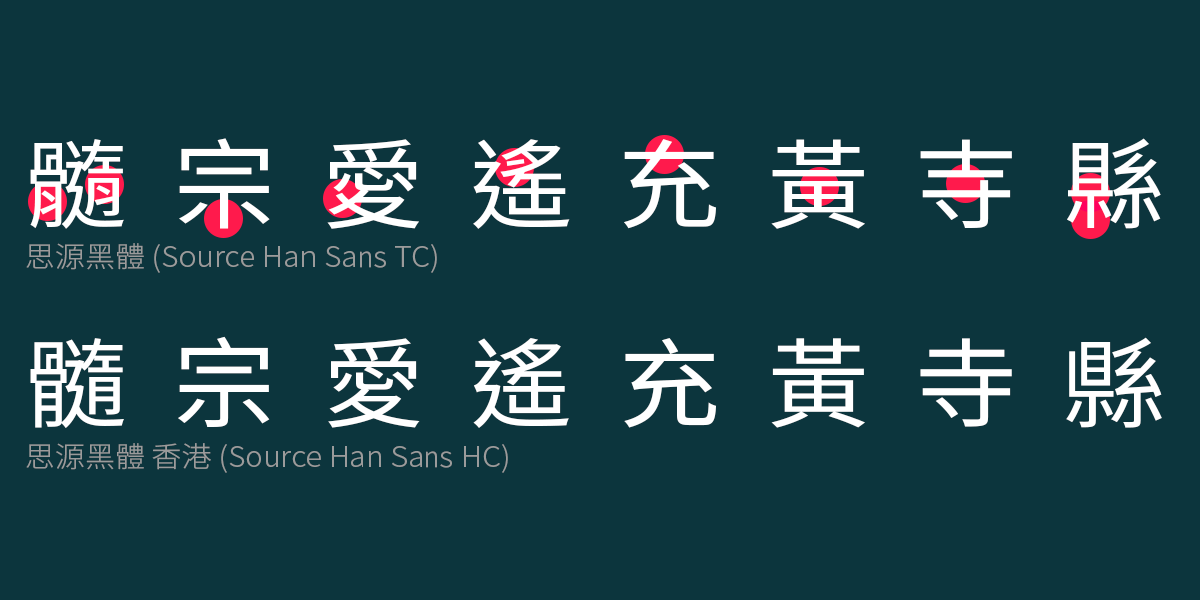 髓 宗 愛 遙 充 黃 寺 縣
思源黑體 (Source Han Sans TC)
髓 宗 愛 遙 充 黃 寺 縣
思源黑體 香港 (Source Han Sans HC)